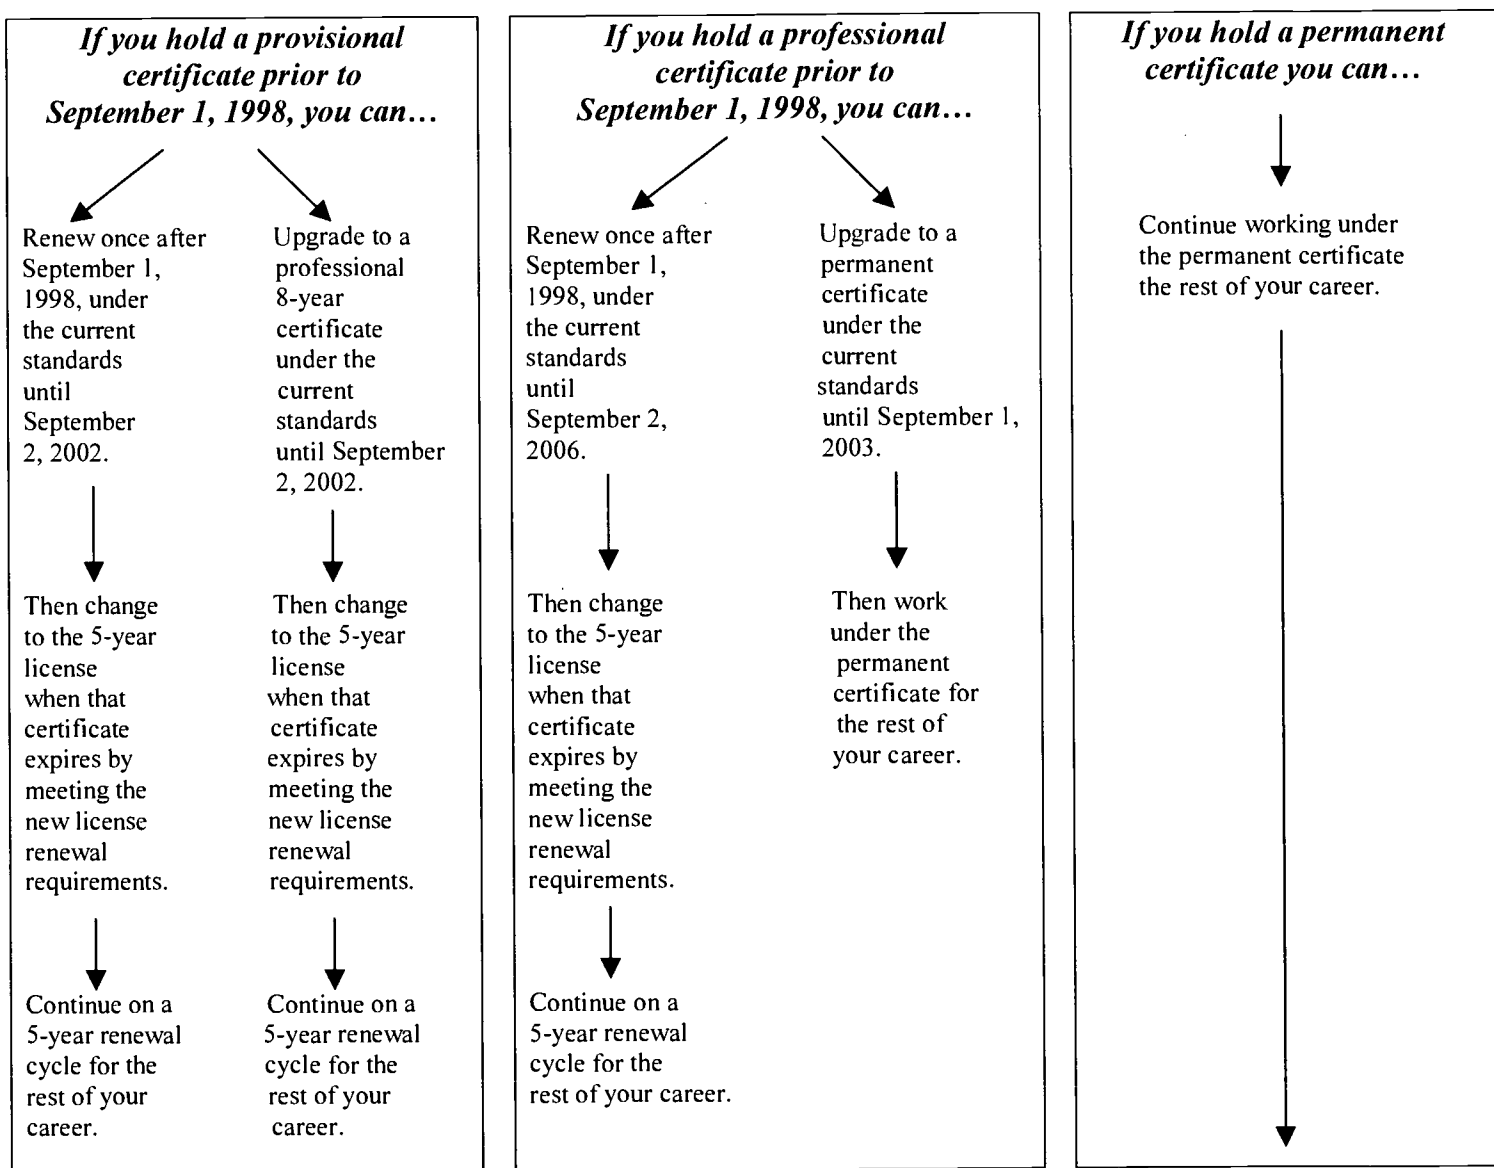 If you hold a provisional
certificate prior to
September 1, 1998, you can...
Renew once after
September 1,
1998, under
the current
standards
until
September
2, 2002.
Then change
to the 5-year
license
when that
certificate
expires by
meeting the
new license
renewal
requirements.
Continue on a
5-year renewal
cycle for the
rest of your
career.
Upgrade to a
professional
8-year
certificate
under the
current
standards
until September
2, 2002.
Then change
to the 5-year
license
when that
certificate
expires by
meeting the
new license
renewal
requirements.
Continue on a
5-year renewal
cycle for the
rest of your
career.
If you hold a professional
certificate prior to
September 1, 1998, you can...
Renew once after
September 1,
1998, under
the current
standards
until
September 2,
2006.
Then change
to the 5-year
license
when that
certificate
expires by
meeting the
new license
renewal
requirements.
Continue on a
5-year renewal
cycle for the
rest of your career.
Upgrade to a
permanent
certificate
under the
current
standards
until September 1,
2003.
Then work
under the
permanent
certificate for
the rest of
your career.
If you hold a permanent
certificate you can...
Continue working under
the permanent certificate
the rest of your career.